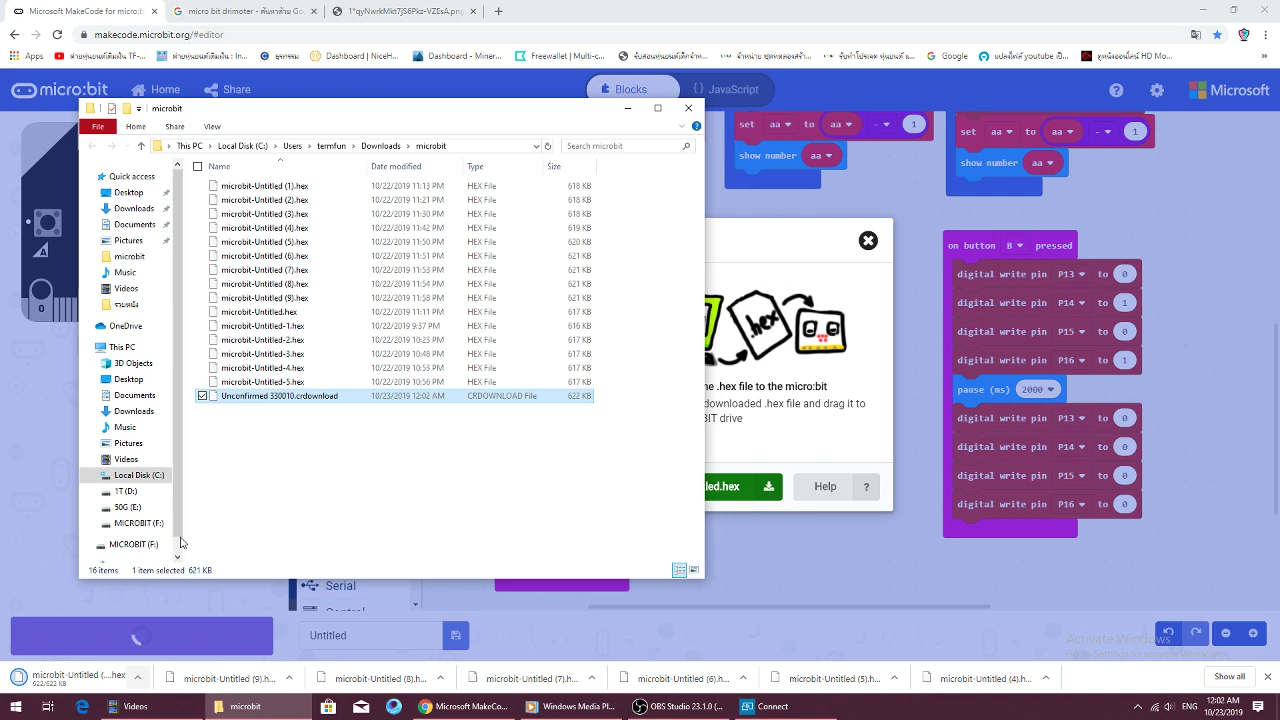 Microsoft MakeCode for micro:bit
1*qyNwrkMkt7jS6Pkz-VZEsA.png
makecode.microbit.org/#editor
Apps
Dashboard | NiceH...
Dashboard - Miner...
Freewallet | Multi-c...
Google
micro:bit
Home
Share
Blocks
{ } JavaScript
Microsoft
microbit
File
Home
Share
View
This PC > Local Disk (C:) > Users > termfun > Downloads > microbit
Search microbit
Name
Date modified
Type
Size
microbit-Untitled (1).hex 10/22/2019 11:13 PM HEX File 618 KB
microbit-Untitled (2).hex 10/22/2019 11:21 PM HEX File 618 KB
microbit-Untitled (3).hex 10/22/2019 11:30 PM HEX File 618 KB
microbit-Untitled (4).hex 10/22/2019 11:42 PM HEX File 619 KB
microbit-Untitled (5).hex 10/22/2019 11:50 PM HEX File 620 KB
microbit-Untitled (6).hex 10/22/2019 11:51 PM HEX File 621 KB
microbit-Untitled (7).hex 10/22/2019 11:53 PM HEX File 621 KB
microbit-Untitled (8).hex 10/22/2019 11:54 PM HEX File 621 KB
microbit-Untitled (9).hex 10/22/2019 11:58 PM HEX File 621 KB
microbit-Untitled.hex 10/22/2019 11:11 PM HEX File 618 KB
microbit-Untitled-1.hex 10/22/2019 9:37 PM HEX File 616 KB
microbit-Untitled-2.hex 10/22/2019 10:23 PM HEX File 617 KB
microbit-Untitled-3.hex 10/22/2019 10:48 PM HEX File 617 KB
microbit-Untitled-4.hex 10/22/2019 10:53 PM HEX File 617 KB
microbit-Untitled-5.hex 10/22/2019 10:56 PM HEX File 617 KB
Unconfirmed 330010.crdownload 10/23/2019 12:02 AM CRDOWNLOAD File 622 KB
Quick access
Desktop
Downloads
Documents
Pictures
microbit
Music
Videos
OneDrive
This PC
3D Objects
Desktop
Documents
Downloads
Music
Pictures
Videos
Local Disk (C:)
1T (D:)
50G (E:)
MICROBIT (F:)
MICROBIT (F:)
16 items 1 item selected 621 KB
A
0
set aa to aa - 1
show number aa
set aa to aa - 1
show number aa
.hex
he .hex file to the micro:bit
downloaded .hex file and drag it to
BIT drive
tled.hex
Help ?
on button B pressed
digital write pin P13 to 0
digital write pin P14 to 1
digital write pin P15 to 0
digital write pin P16 to 1
pause (ms) 2000
digital write pin P13 to 0
digital write pin P14 to 0
digital write pin P15 to 0
digital write pin P16 to 0
Serial
Control
Untitled
Activate Windows
Go to Settings to activate Windows.
microbit-Untitled (....hex
622/622 KB
microbit-Untitled (9).hex
microbit-Untitled (8).hex
microbit-Untitled (7).hex
microbit-Untitled (6).hex
microbit-Untitled (5).hex
microbit-Untitled (4).hex
Show all
Videos
microbit
Microsoft MakeCo...
Windows Media Pl...
OBS Studio 23.1.0 (...
Connect
12:02 AM
10/23/2019